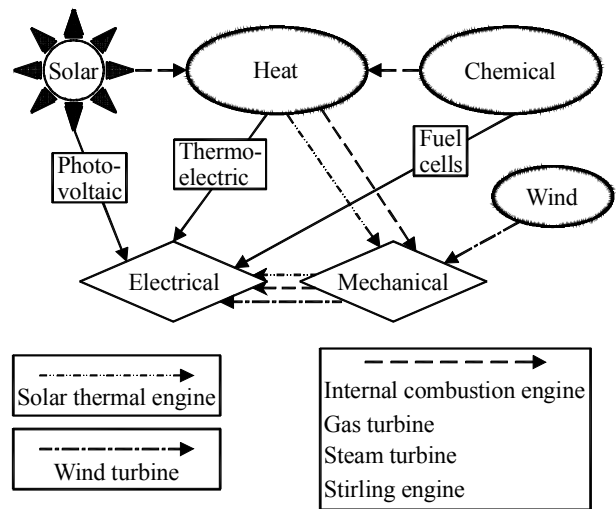 Solar
Heat
Chemical
Photo-
voltaic
Thermo-
electric
Fuel
cells
Wind
Electrical
Mechanical
Solar thermal engine
Wind turbine
Internal combustion engine
Gas turbine
Steam turbine
Stirling engine